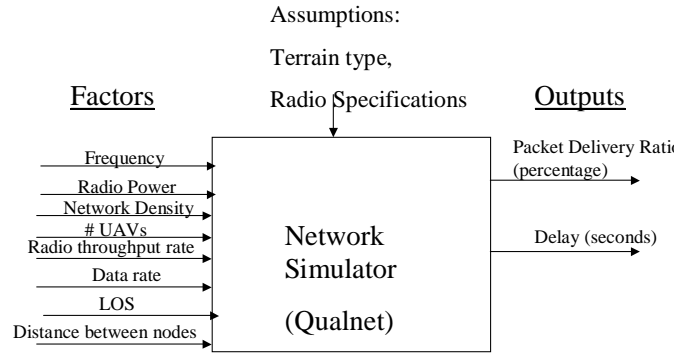 Assumptions:
Terrain type,
Radio Specifications
Factors
Outputs
Frequency
Radio Power
Network Density
# UAVs
Radio throughput rate
Data rate
LOS
Distance between nodes
Network
Simulator
(Qualnet)
Packet Delivery Ratio
(percentage)
Delay (seconds)